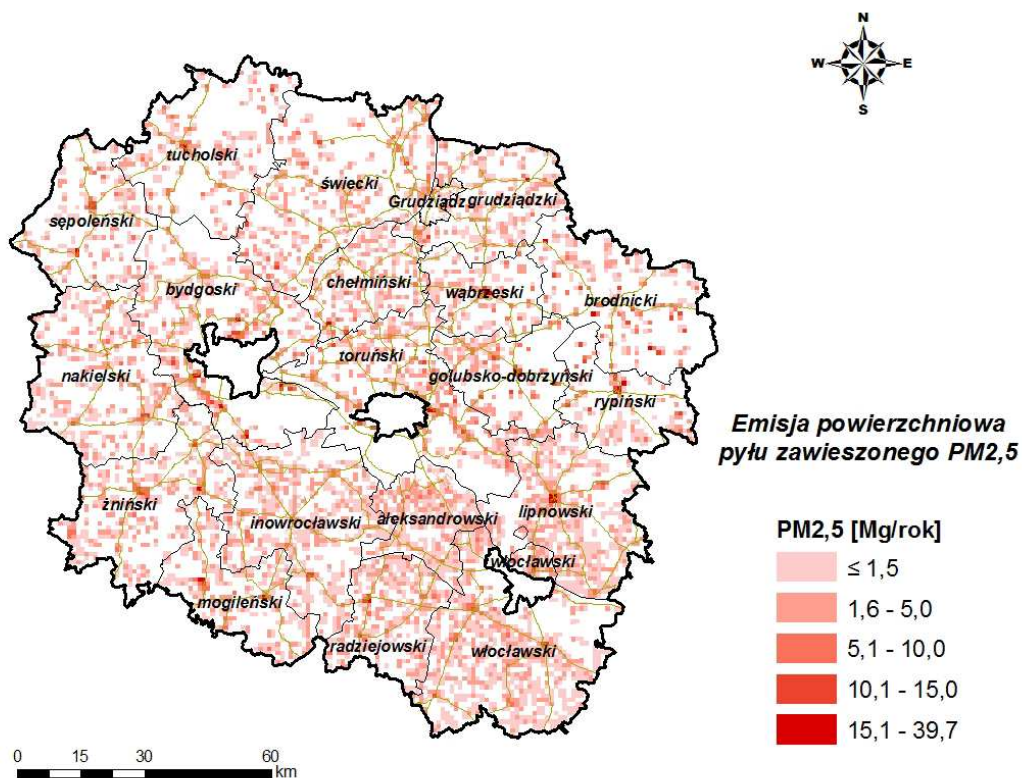 N
W E
S
tucholski
świecki
Grudziądz grudziądzki
sępoleński
bydgoski
chełmiński
wąbrzeski
brodnicki
toruński
nakielski
golubsko-dobrzyński
rypiński
Emisja powierzchniowa
pyłu zawieszonego PM2,5
żniński
inowrocławski
aleksandrowski
lipnowski
włocławski
mogileński
radziejowski
włocławski
PM2,5 [Mg/rok]
≤ 1,5
1,6 - 5,0
5,1 - 10,0
10,1 - 15,0
15,1 - 39,7
0 15 30 60
km